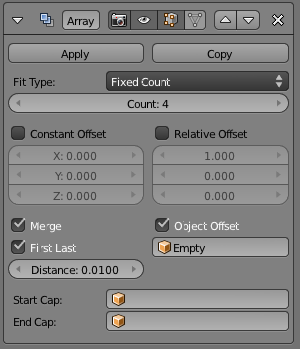 Array
Apply Copy
Fit Type: Fixed Count
Count: 4
Constant Offset Relative Offset
X: 0.000 1.000
Y: 0.000 0.000
Z: 0.000 0.000
Merge Object Offset
First Last Empty
Distance: 0.0100
Start Cap:
End Cap: